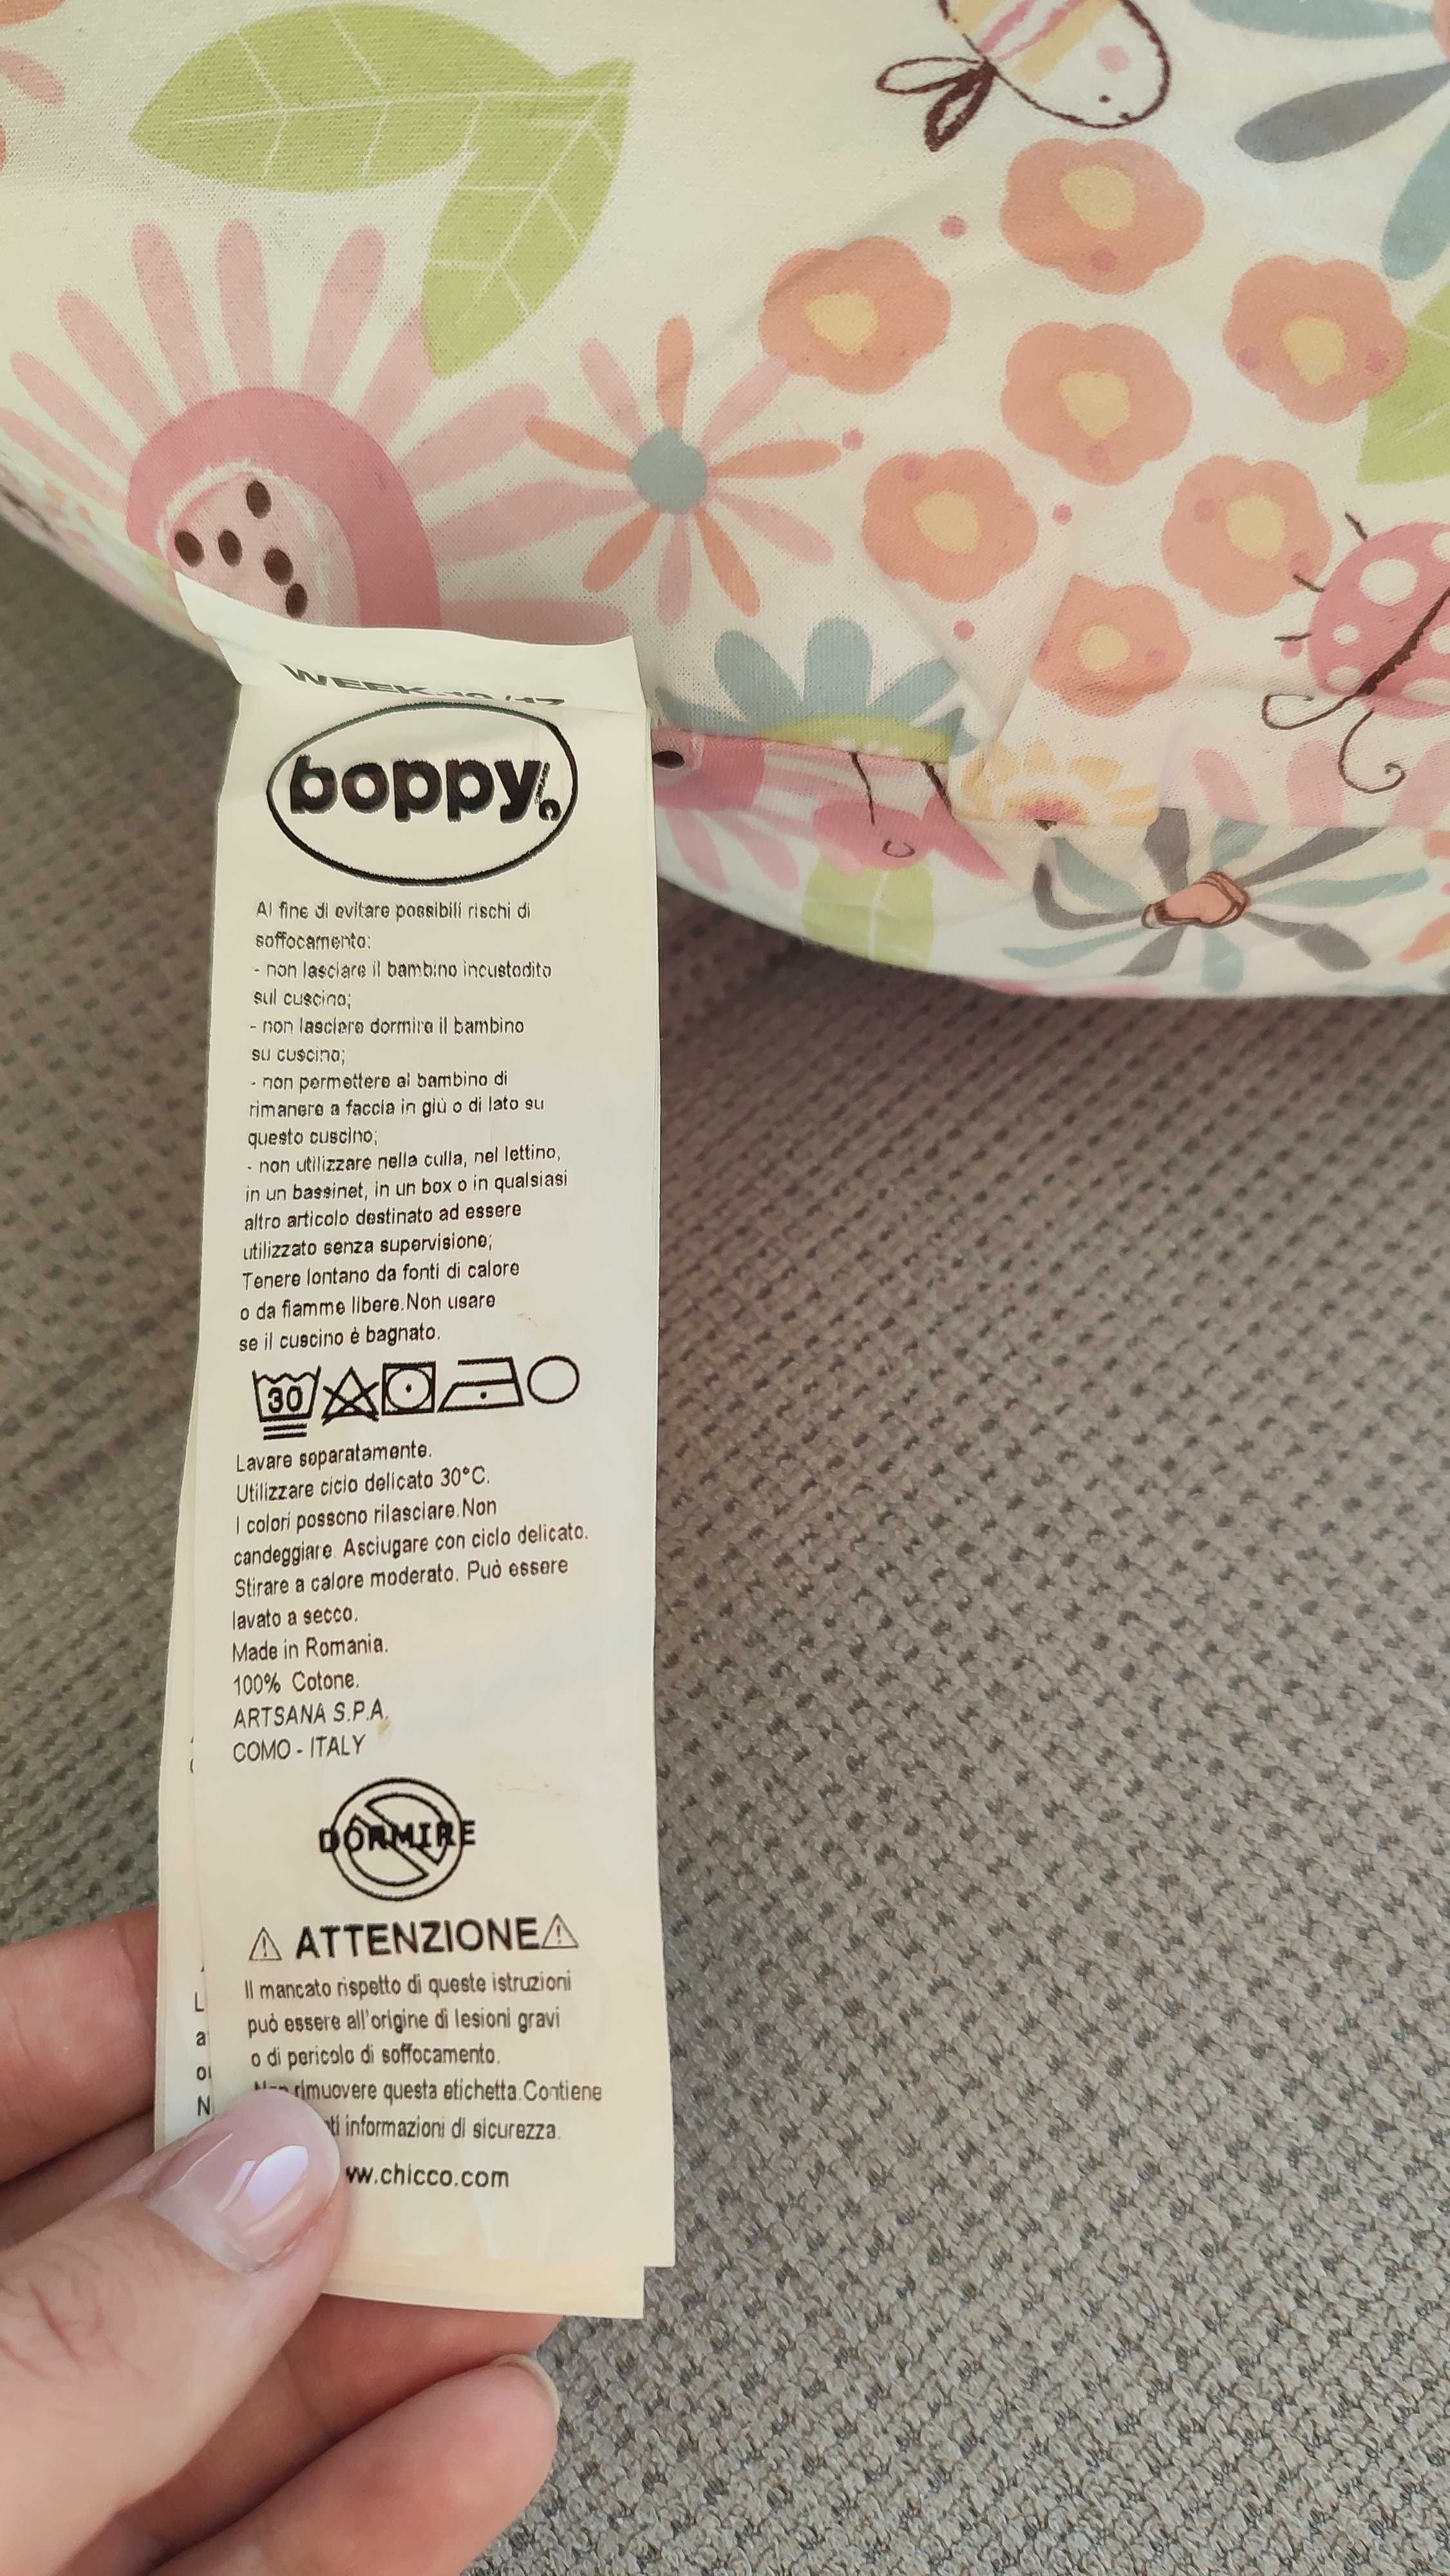 WEEK
boppy
Al fine di evitare possibili rischi di
soffocamento:
- non lasciare il bambino incustodito
sul cuscino;
- non lasciare dormire il bambino
su cuscino;
- non permettere al bambino di
rimanere a faccia in giù o di lato su
questo cuscino;
- non utilizzare nella culla, nel lettino,
in un bassinet, in un box o in qualsiasi
altro articolo destinato ad essere
utilizzato senza supervisione;
Tenere lontano da fonti di calore
o da fiamme libere.Non usare
se il cuscino è bagnato.
30
Lavare separatamente.
Utilizzare ciclo delicato 30°C.
I colori possono rilasciare.Non
candeggiare. Asciugare con ciclo delicato.
Stirare a calore moderato. Può essere
lavato a secco.
Made in Romania.
100% Cotone.
ARTSANA S.P.A.
COMO - ITALY
DORMIRE
ATTENZIONE
Il mancato rispetto di queste istruzioni
può essere all'origine di lesioni gravi
o di pericolo di soffocamento.
rimuovere questa etichetta.Contiene
informazioni di sicurezza.
w.chicco.com